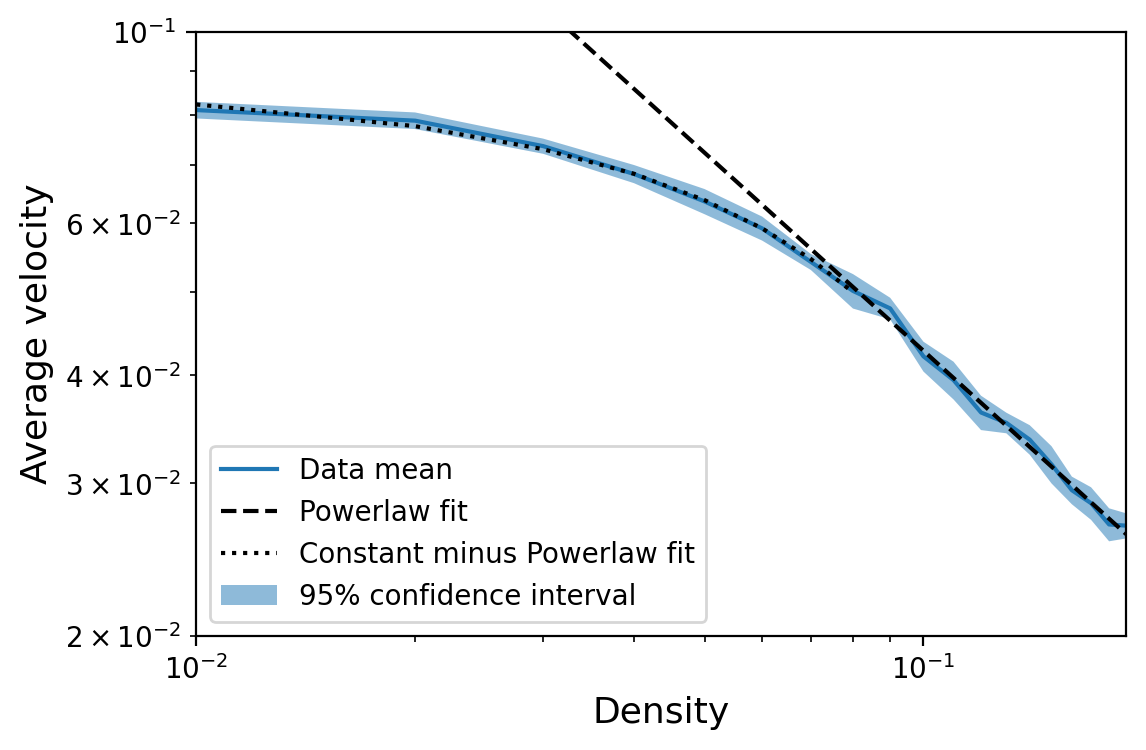 10⁻¹
6 × 10⁻²
4 × 10⁻²
3 × 10⁻²
2 × 10⁻²
Average velocity
Data mean
Powerlaw fit
Constant minus Powerlaw fit
95% confidence interval
10⁻²
10⁻¹
Density